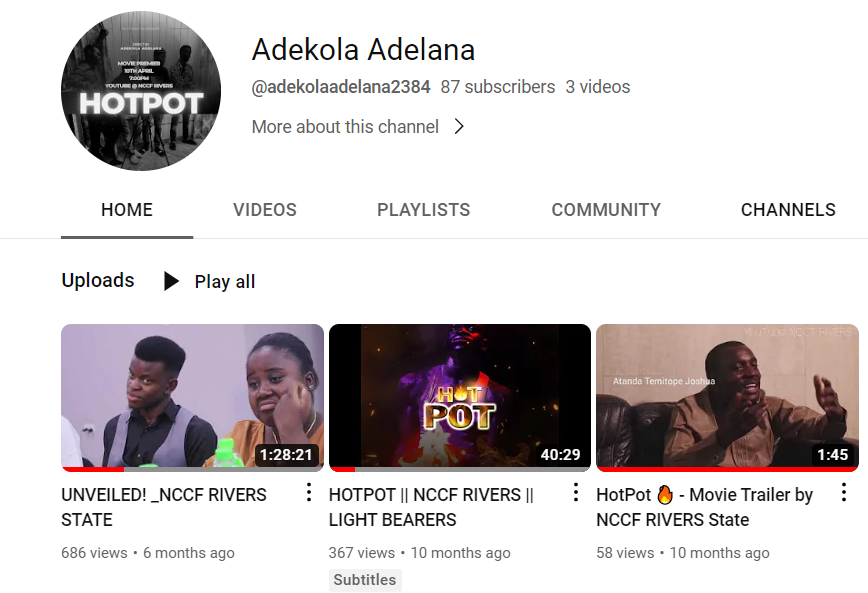 DIRECTED BY
ADEKOLA ADELANA
MOVIE PREMIER
10TH APRIL
7:00PM
YOUTUBE @ NCCF RIVERS
HOTPOT
Adekola Adelana
@adekolaadelana2384 87 subscribers 3 videos
More about this channel
HOME VIDEOS PLAYLISTS COMMUNITY CHANNELS
Uploads Play all
1:28:21
HOT
POT
40:29
YOUTUBE NCCF RIVERS
Atanda Temitope Joshua
1:45
UNVEILED! _NCCF RIVERS
STATE
686 views • 6 months ago
HOTPOT || NCCF RIVERS ||
LIGHT BEARERS
367 views • 10 months ago
Subtitles
HotPot 🔥 - Movie Trailer by
NCCF RIVERS State
58 views • 10 months ago